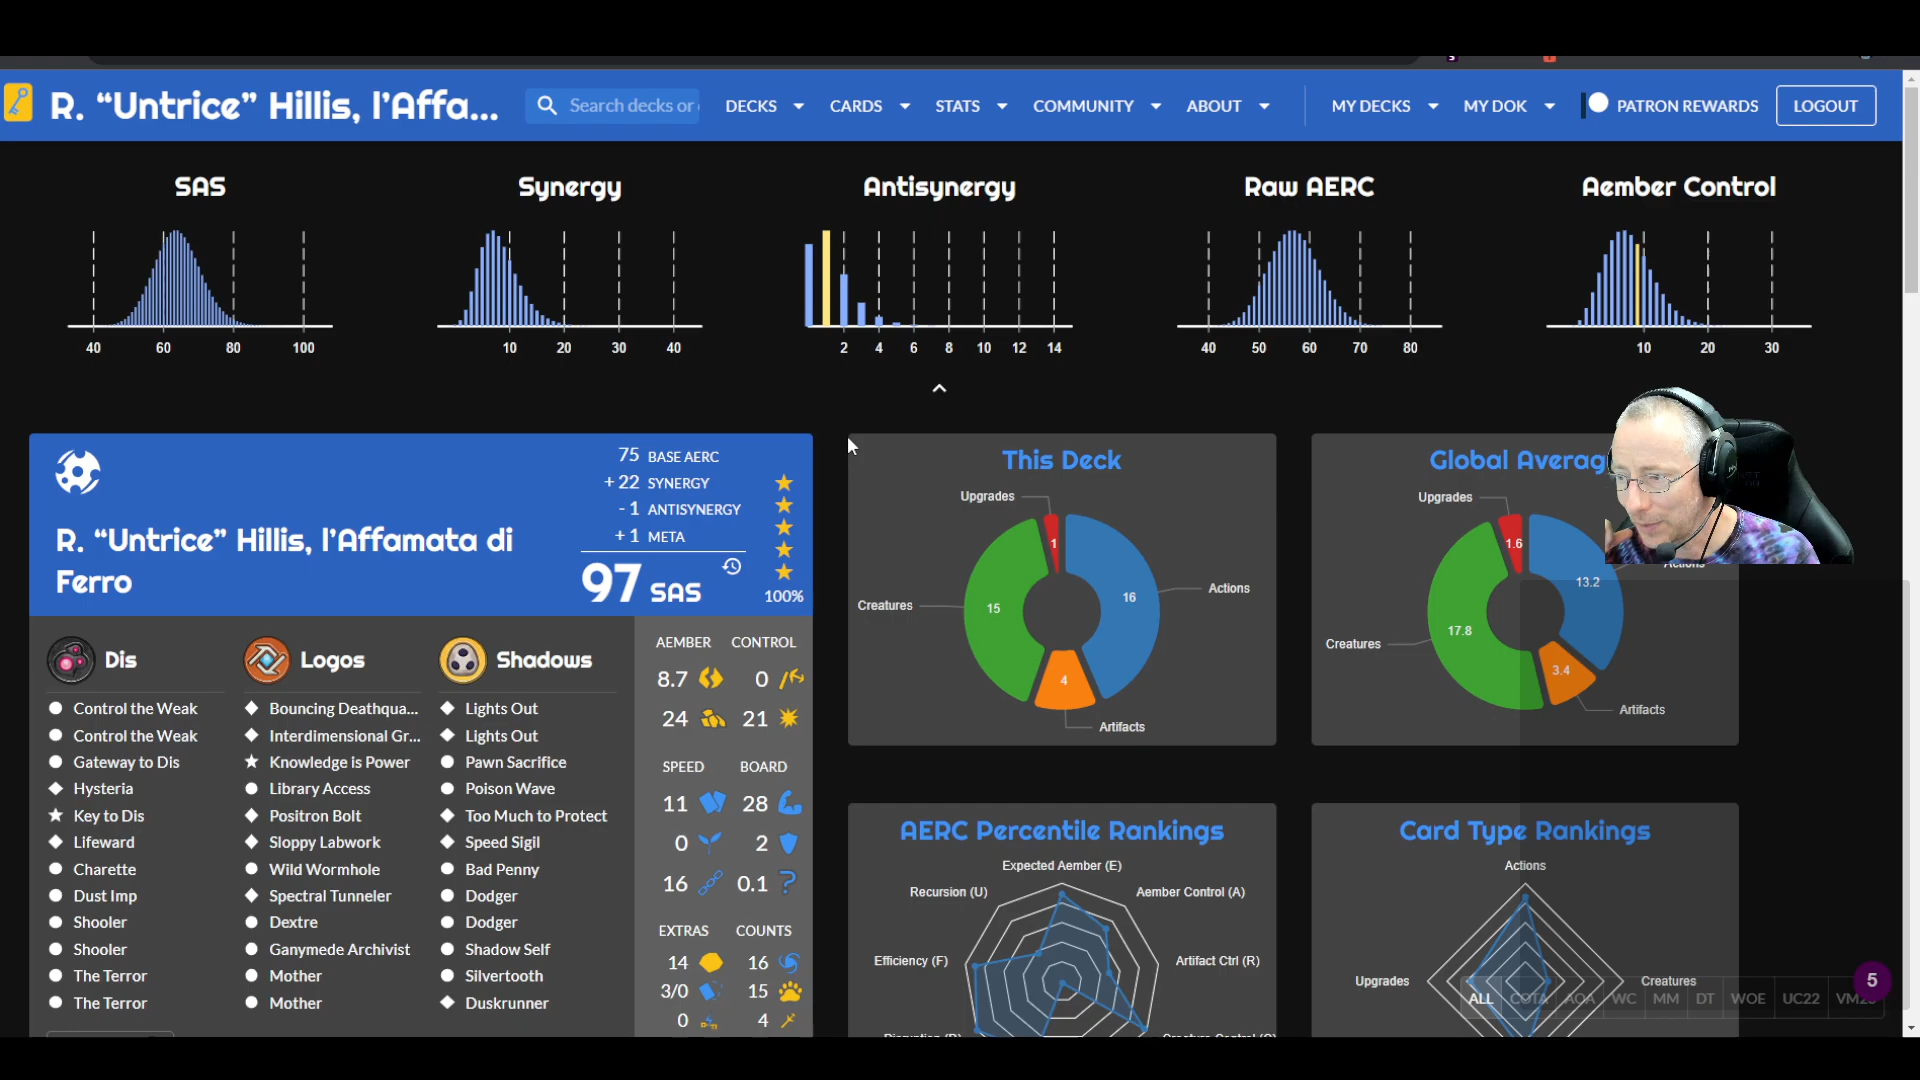 R. “Untrice” Hillis, l’Affa...
Search decks or
DECKS
CARDS
STATS
COMMUNITY
ABOUT
MY DECKS
MY DOK
PATRON REWARDS
LOGOUT
SAS
40 60 80 100
Synergy
10 20 30 40
Antisynergy
2 4 6 8 10 12 14
Raw AERC
40 50 60 70 80
Aember Control
10 20 30
R. “Untrice” Hillis, l’Affamata di
Ferro
75 BASE AERC
+ 22 SYNERGY
- 1 ANTISYNERGY
+ 1 META
97 SAS
100%
Dis
Control the Weak
Control the Weak
Gateway to Dis
Hysteria
Key to Dis
Lifeward
Charette
Dust Imp
Shooler
Shooler
The Terror
The Terror
Logos
Bouncing Deathqua...
Interdimensional Gr...
Knowledge is Power
Library Access
Positron Bolt
Sloppy Labwork
Wild Wormhole
Spectral Tunneler
Dextre
Ganymede Archivist
Mother
Mother
Shadows
Lights Out
Lights Out
Pawn Sacrifice
Poison Wave
Too Much to Protect
Speed Sigil
Bad Penny
Dodger
Dodger
Shadow Self
Silvertooth
Duskrunner
AEMBER CONTROL
8.7 0
24 21
SPEED BOARD
11 28
0 2
16 0.1
EXTRAS COUNTS
14 16
3/0 15
0 4
This Deck
Upgrades
1
Creatures
15
16
Actions
4
Artifacts
Global Averag
Upgrades
1.6
13.2
Actions
Creatures
17.8
3.4
Artifacts
AERC Percentile Rankings
Expected Aember (E)
Recursion (U)
Aember Control (A)
Efficiency (F)
Artifact Ctrl (R)
Card Type Rankings
Actions
Upgrades
Creatures
5
ALL COTA AOA WC MM DT WOE UC22